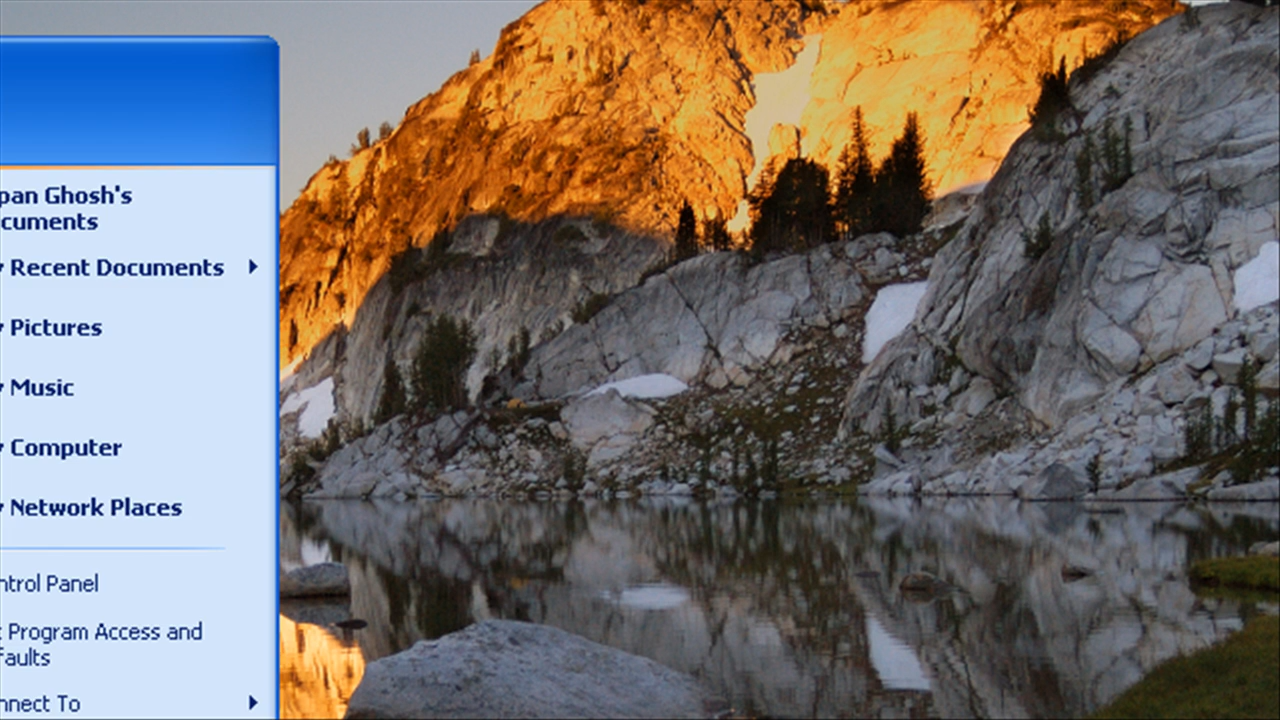 pan Ghosh's
cuments
Recent Documents
Pictures
Music
Computer
Network Places
ntrol Panel
Program Access and
faults
nnect To